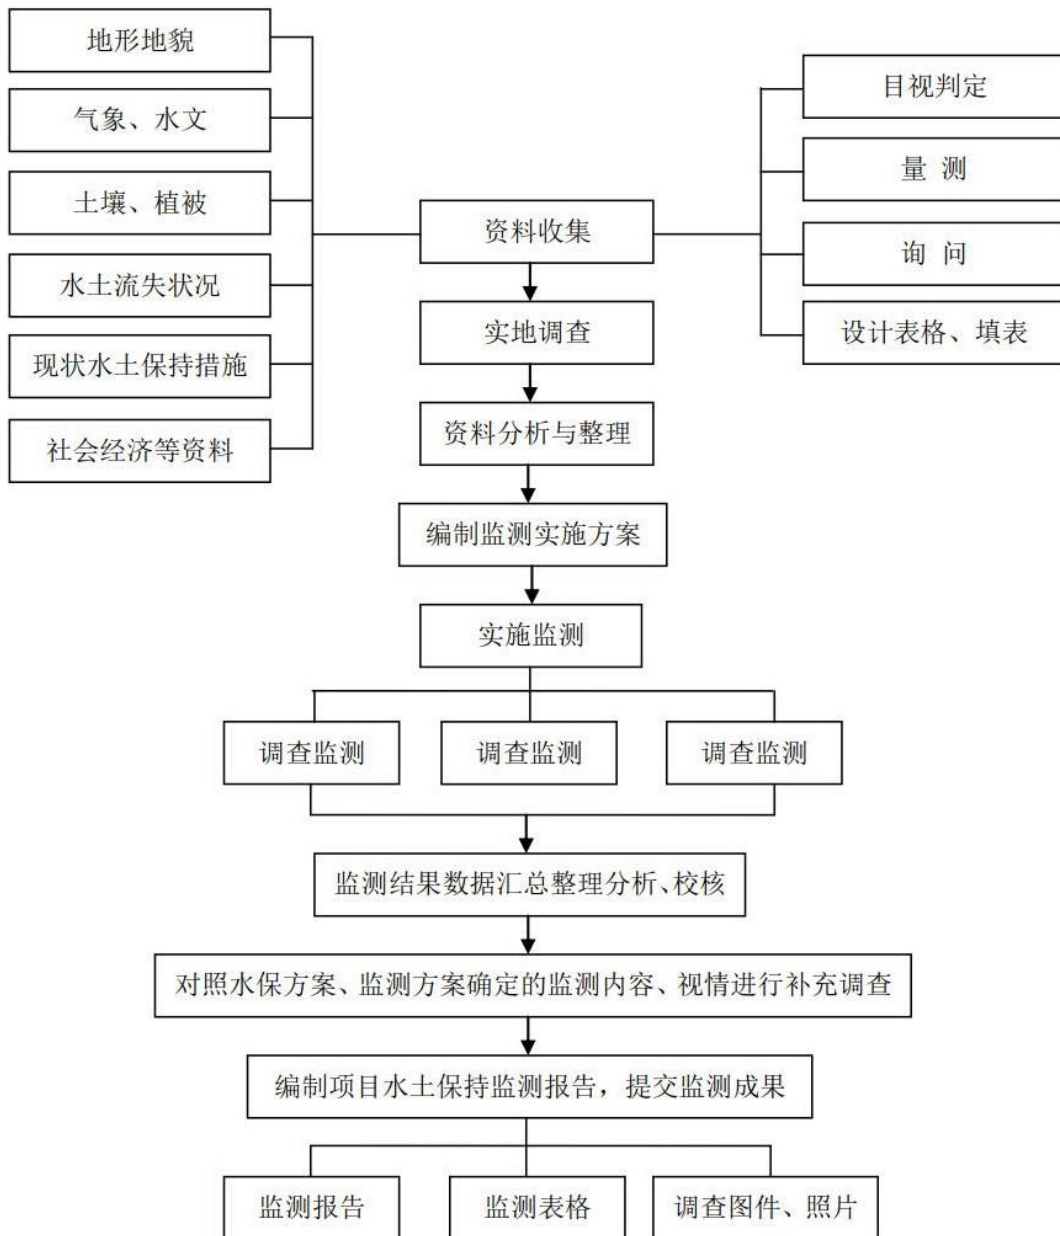 地形地貌
气象、水文
土壤、植被
水土流失状况
现状水土保持措施
社会经济等资料
目视判定
量 测
询 问
设计表格、填表
资料收集
实地调查
资料分析与整理
编制监测实施方案
实施监测
调查监测
调查监测
调查监测
监测结果数据汇总整理分析、校核
对照水保方案、监测方案确定的监测内容、视情进行补充调查
编制项目水土保持监测报告，提交监测成果
监测报告
监测表格
调查图件、照片